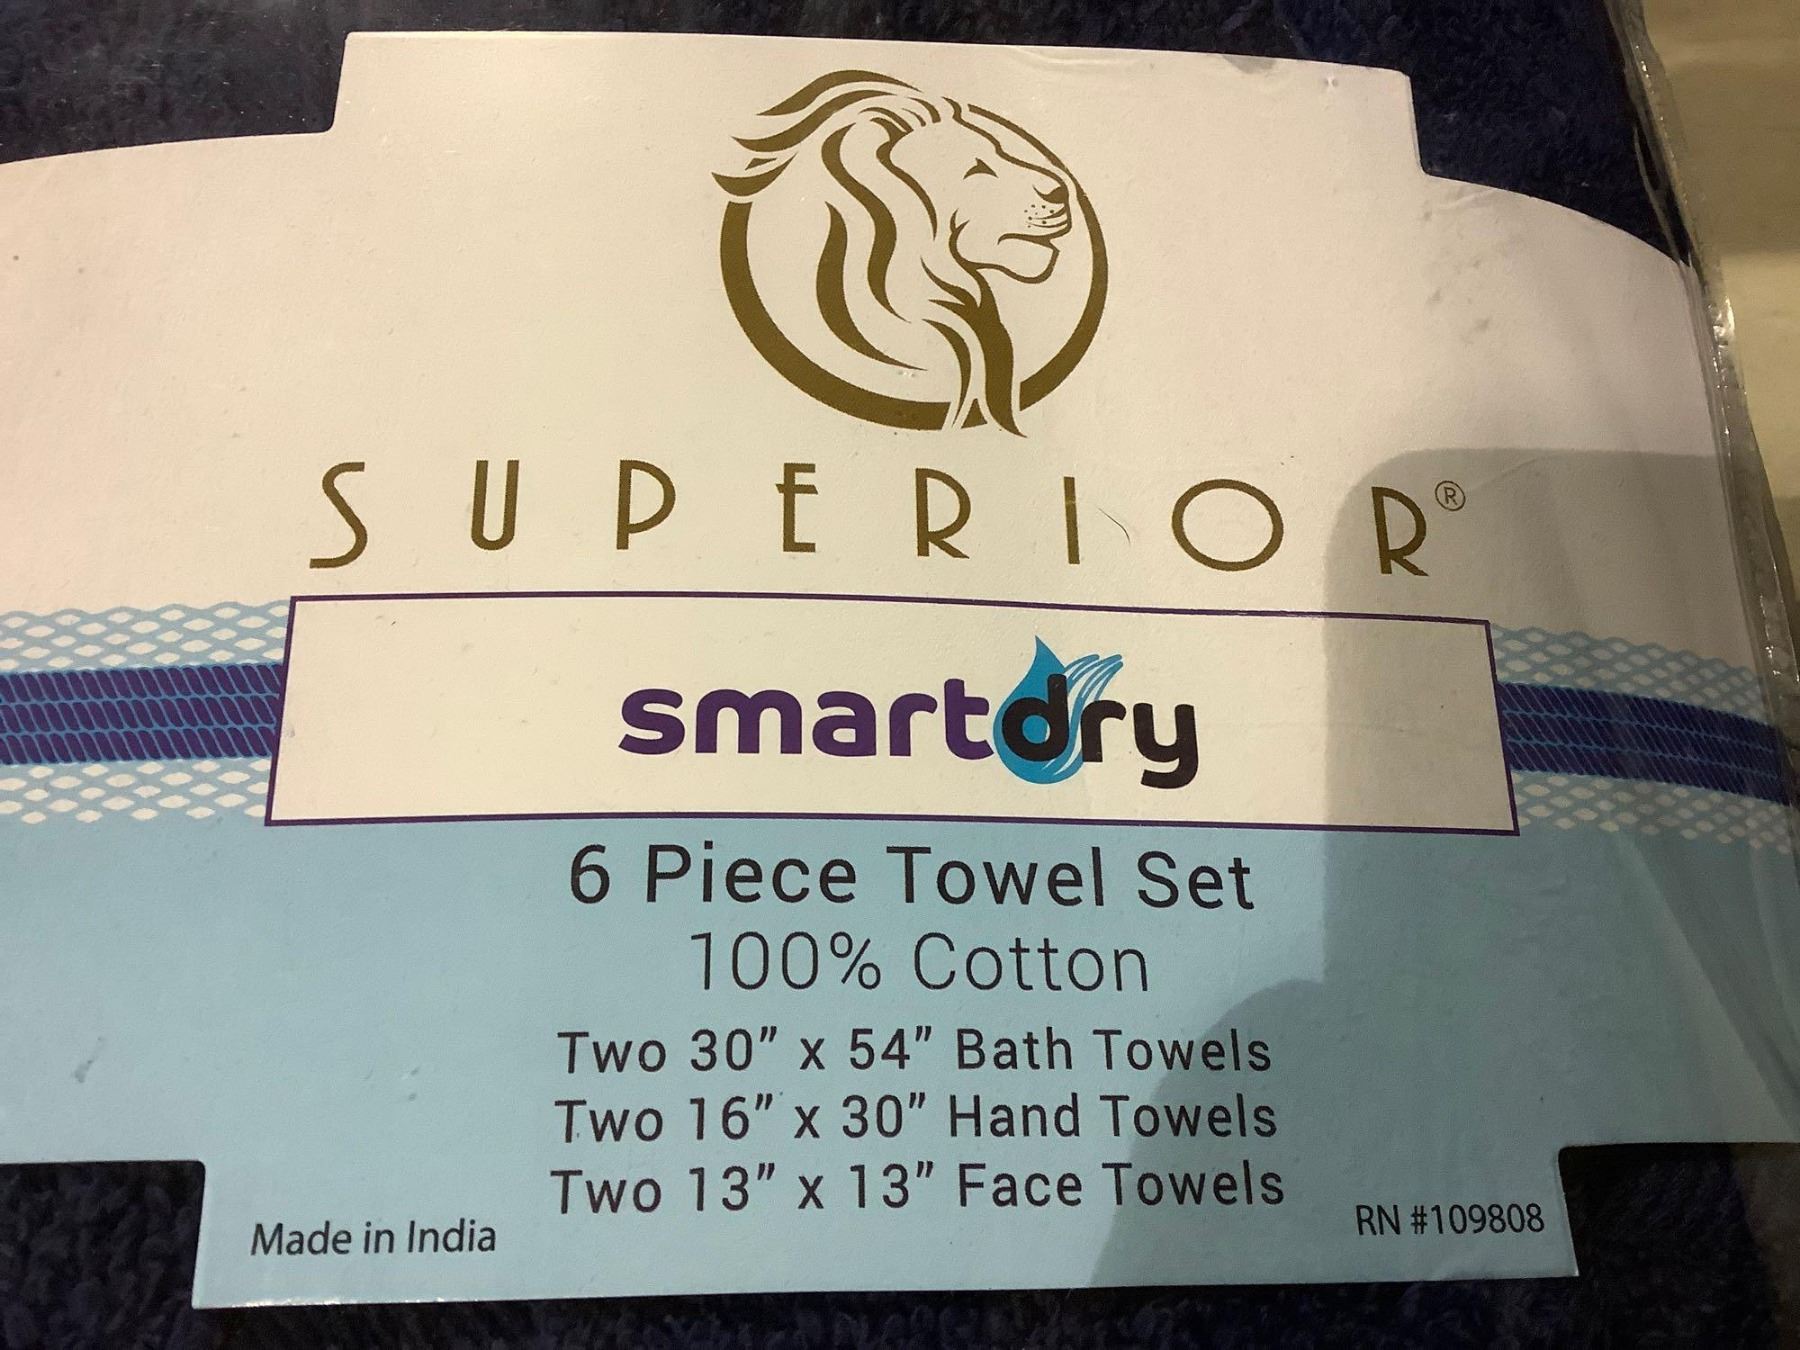 SUPERIOR®
smartdry
6 Piece Towel Set
100% Cotton
Two 30" x 54" Bath Towels
Two 16" x 30" Hand Towels
Two 13" x 13" Face Towels
Made in India
RN #109808